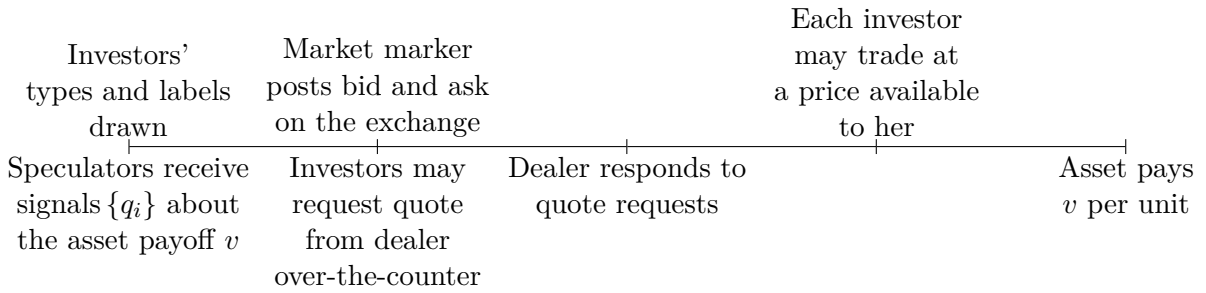 Investors'
types and labels
drawn
Speculators receive
signals {q_i} about
the asset payoff v
Market marker
posts bid and ask
on the exchange
Investors may
request quote
from dealer
over-the-counter
Dealer responds to
quote requests
Each investor
may trade at
a price available
to her
Asset pays
v per unit